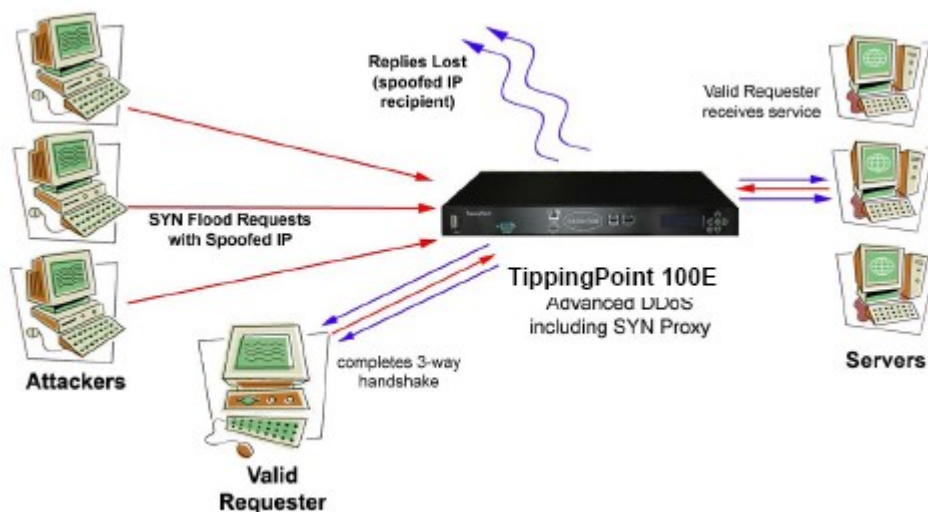 Replies Lost
(spoofed IP
recipient)
Valid Requester
receives service
SYN Flood Requests
with Spoofed IP
TippingPoint 100E
Advanced DDoS
including SYN Proxy
completes 3-way
handshake
Attackers
Servers
Valid
Requester